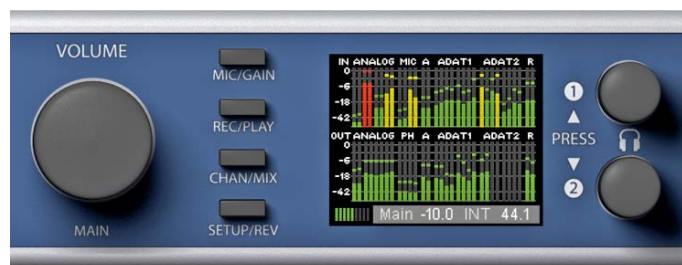 VOLUME
MAIN
MIC/GAIN
REC/PLAY
CHAN/MIX
SETUP/REV
IN ANALOG MIC A ADAT1 ADAT2 R
0
-6
-18
-42
OUT ANALOG PH A ADAT1 ADAT2 R
0
-6
-18
-42
Main -10.0 INT 44.1
1
PRESS
2